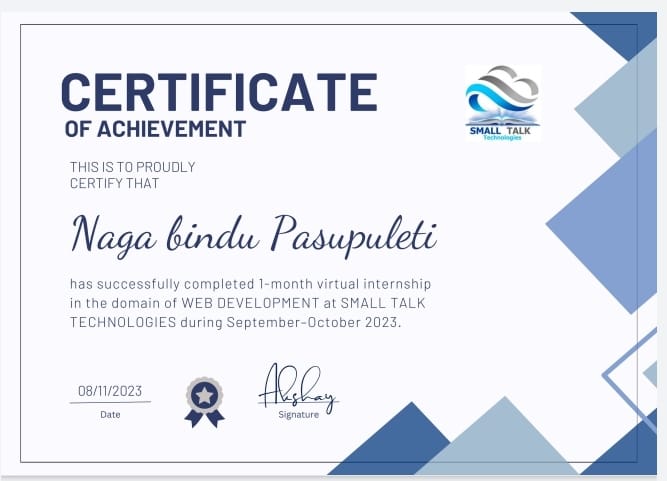 CERTIFICATE
OF ACHIEVEMENT
SMALL TALK
Technologies
THIS IS TO PROUDLY
CERTIFY THAT
Naga bindu Pasupuleti
has successfully completed 1-month virtual internship
in the domain of WEB DEVELOPMENT at SMALL TALK
TECHNOLOGIES during September-October 2023.
08/11/2023
Date
Akshay
Signature